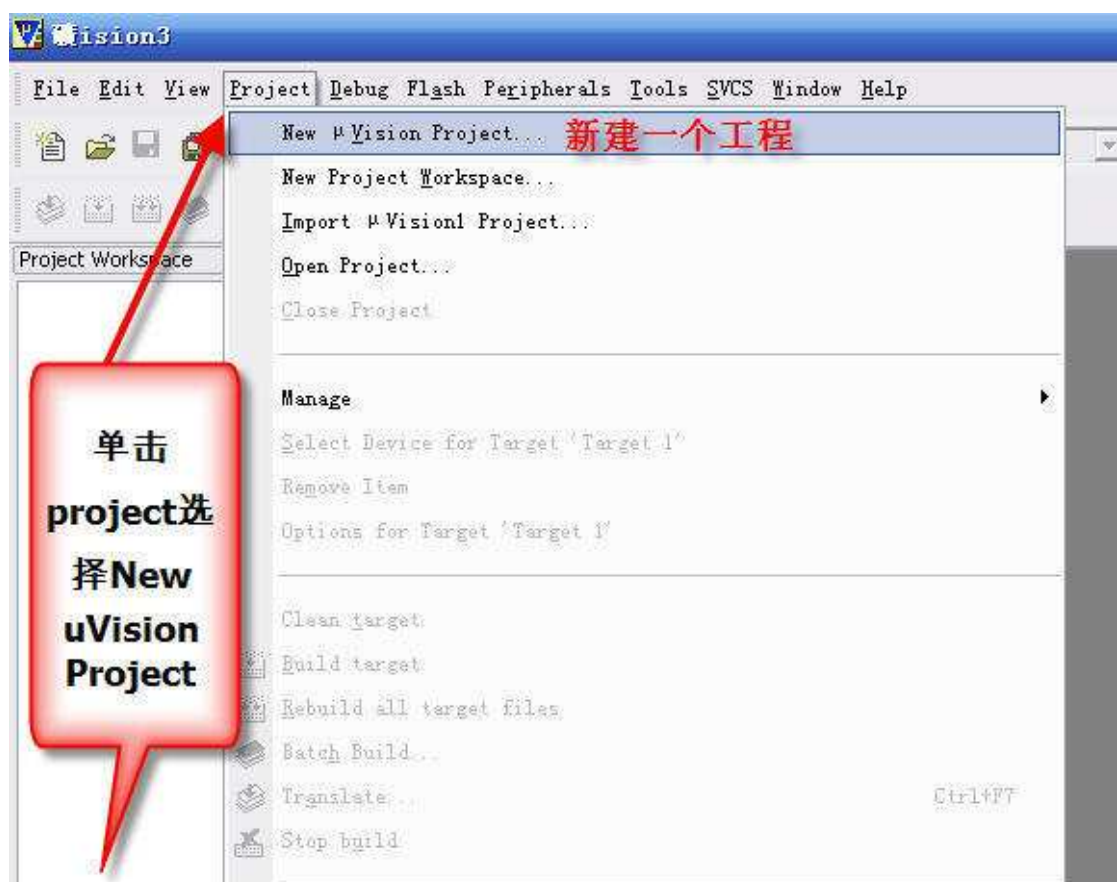 ision3
File Edit View Project Debug Flash Peripherals Tools SVCS Window Help
New μVision Project... 新建一个工程
New Project Workspace...
Import μVision1 Project...
Open Project...
Close Project
Project Workspace
Manage
Select Device for Target 'Target 1'
Remove Item
Options for Target 'Target 1'
Clean target
Build target
Rebuild all target files
Batch Build...
Translate... Ctrl+F7
Stop build
单击
project选
择New
uVision
Project